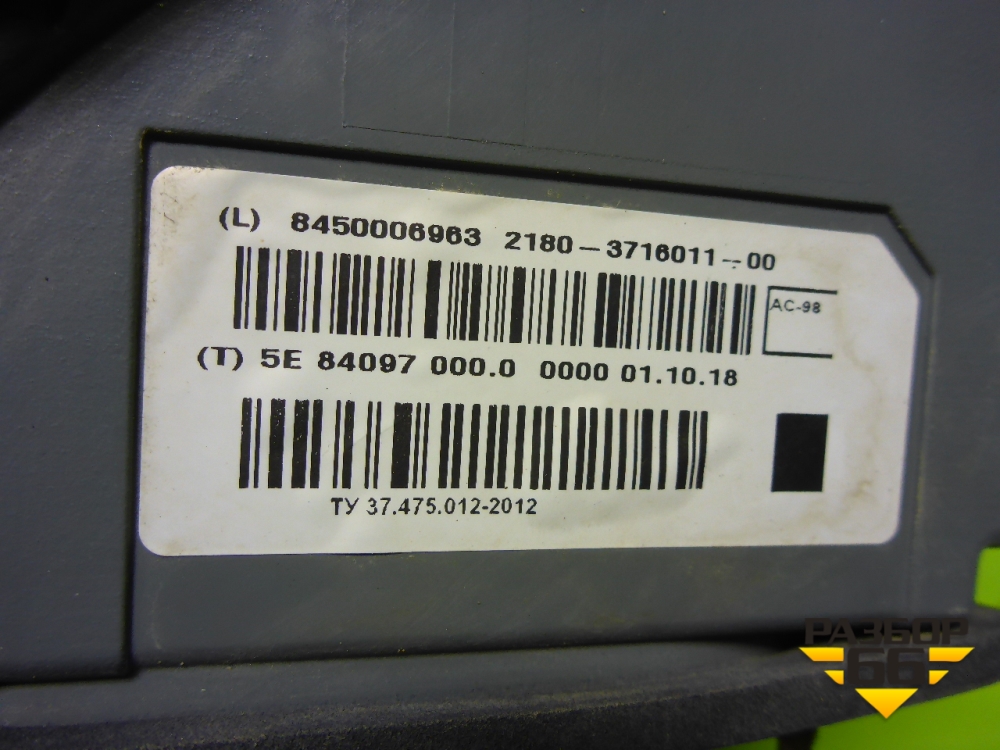 (L) 8450006963 2180-3716011-00
AC-98
(T) 5E 84097 000.0 0000 01.10.18
ТУ 37.475.012-2012
РАЗБОР
66